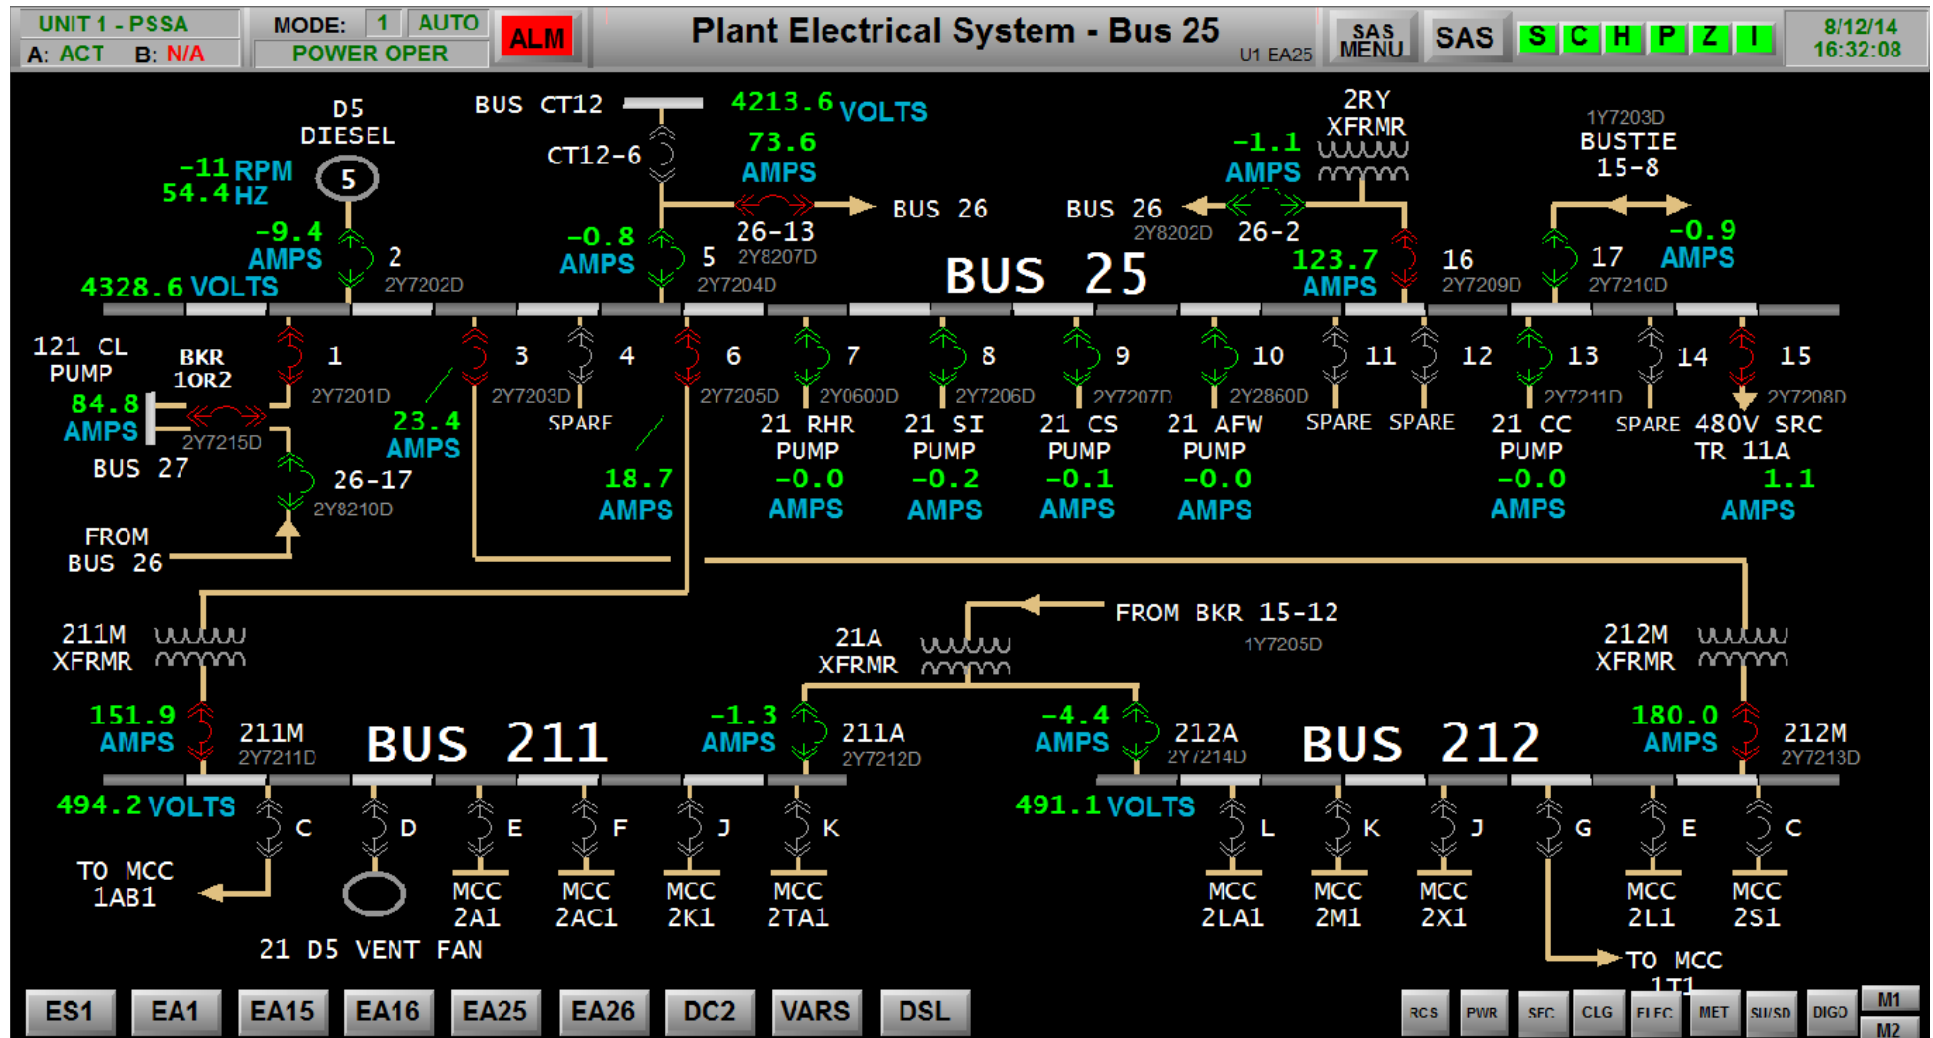 UNIT 1 - PSSA
A: ACT B: N/A
MODE: 1 AUTO
POWER OPER
ALM
Plant Electrical System - Bus 25
U1 EA25
SAS MENU
SAS
S C H P Z I
8/12/14
16:32:08
D5
DIESEL
-11 RPM
54.4 HZ
5
-9.4
AMPS
2
2Y7202D
4328.6 VOLTS
BUS CT12
4213.6 VOLTS
CT12-6
73.6
AMPS
BUS 26
26-13
2Y8207D
-0.8
AMPS
5
2Y7204D
BUS 25
2RY
XFRMR
-1.1
AMPS
BUS 26
2Y8202D
26-2
123.7
AMPS
16
2Y7209D
1Y7203D
BUSTIE
15-8
-0.9
AMPS
17
2Y7210D
121 CL
PUMP
84.8
AMPS
BUS 27
BKR
1OR2
2Y7215D
1
2Y7201D
26-17
2Y8210D
FROM
BUS 26
3
2Y7203D
23.4
AMPS
4
SPARE
6
2Y7205D
18.7
AMPS
7
2Y0600D
21 RHR
PUMP
-0.0
AMPS
8
2Y7206D
21 SI
PUMP
-0.2
AMPS
9
2Y7207D
21 CS
PUMP
-0.1
AMPS
10
2Y2860D
21 AFW
PUMP
-0.0
AMPS
11
SPARE
12
SPARE
13
2Y7211D
21 CC
PUMP
-0.0
AMPS
14
SPARE
15
2Y7208D
480V SRC
TR 11A
1.1
AMPS
211M
XFRMR
151.9
AMPS
211M
2Y7211D
BUS 211
21A
XFRMR
FROM BKR 15-12
1Y7205D
-1.3
AMPS
211A
2Y7212D
-4.4
AMPS
212A
2Y7214D
BUS 212
212M
XFRMR
180.0
AMPS
212M
2Y7213D
494.2 VOLTS
C
TO MCC
1AB1
D
21 D5 VENT FAN
E
MCC
2A1
F
MCC
2AC1
J
MCC
2K1
K
MCC
2TA1
491.1 VOLTS
L
MCC
2LA1
K
MCC
2M1
J
MCC
2X1
G
TO MCC
1T1
E
MCC
2L1
C
MCC
2S1
ES1 EA1 EA15 EA16 EA25 EA26 DC2 VARS DSL
RCS PWR SEC CLG ELEC MET SU/SD DIGO M1
M2